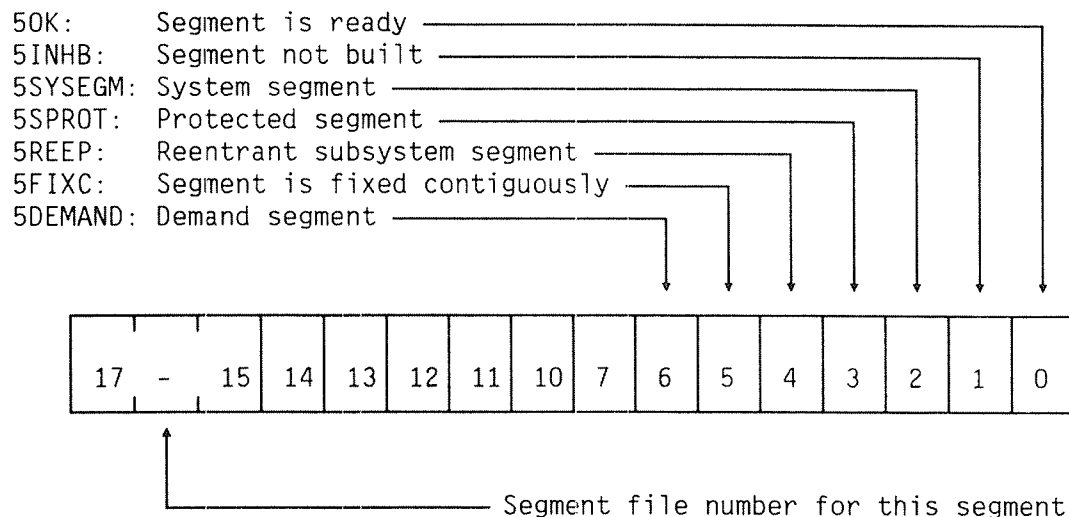 5OK: Segment is ready
5INHB: Segment not built
5SYSEGM: System segment
5SPROT: Protected segment
5REEP: Reentrant subsystem segment
5FIXC: Segment is fixed contiguously
5DEMAND: Demand segment
17 - 15 14 13 12 11 10 7 6 5 4 3 2 1 0
Segment file number for this segment